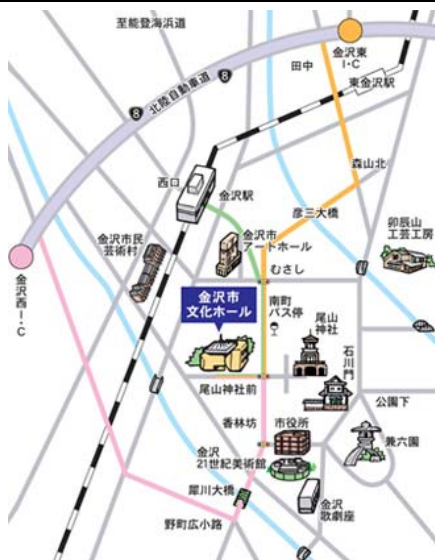 至能登海浜道
金沢東
I・C
田中
東金沢駅
8
北陸自動車道
8
森山北
西口
金沢駅
彦三大橋
卯辰山
工芸工房
金沢市
アートホール
金沢市民
芸術村
むさし
金沢西I・C
金沢市
文化ホール
南町
バス停
尾山
神社
石川門
尾山神社前
公園下
香林坊
市役所
兼六園
金沢
21世紀美術館
犀川大橋
金沢
歌劇座
野町広小路